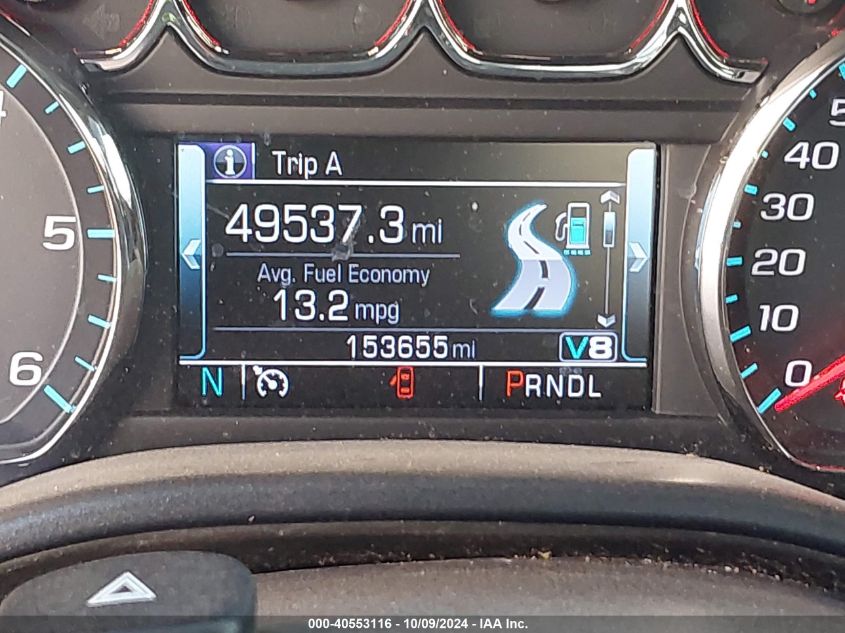 Trip A
49537.3 mi
Avg. Fuel Economy
13.2 mpg
153655 mi V8
N PRNDL
5
6
40
30
20
10
0
000-40553116 - 10/09/2024 - IAA Inc.